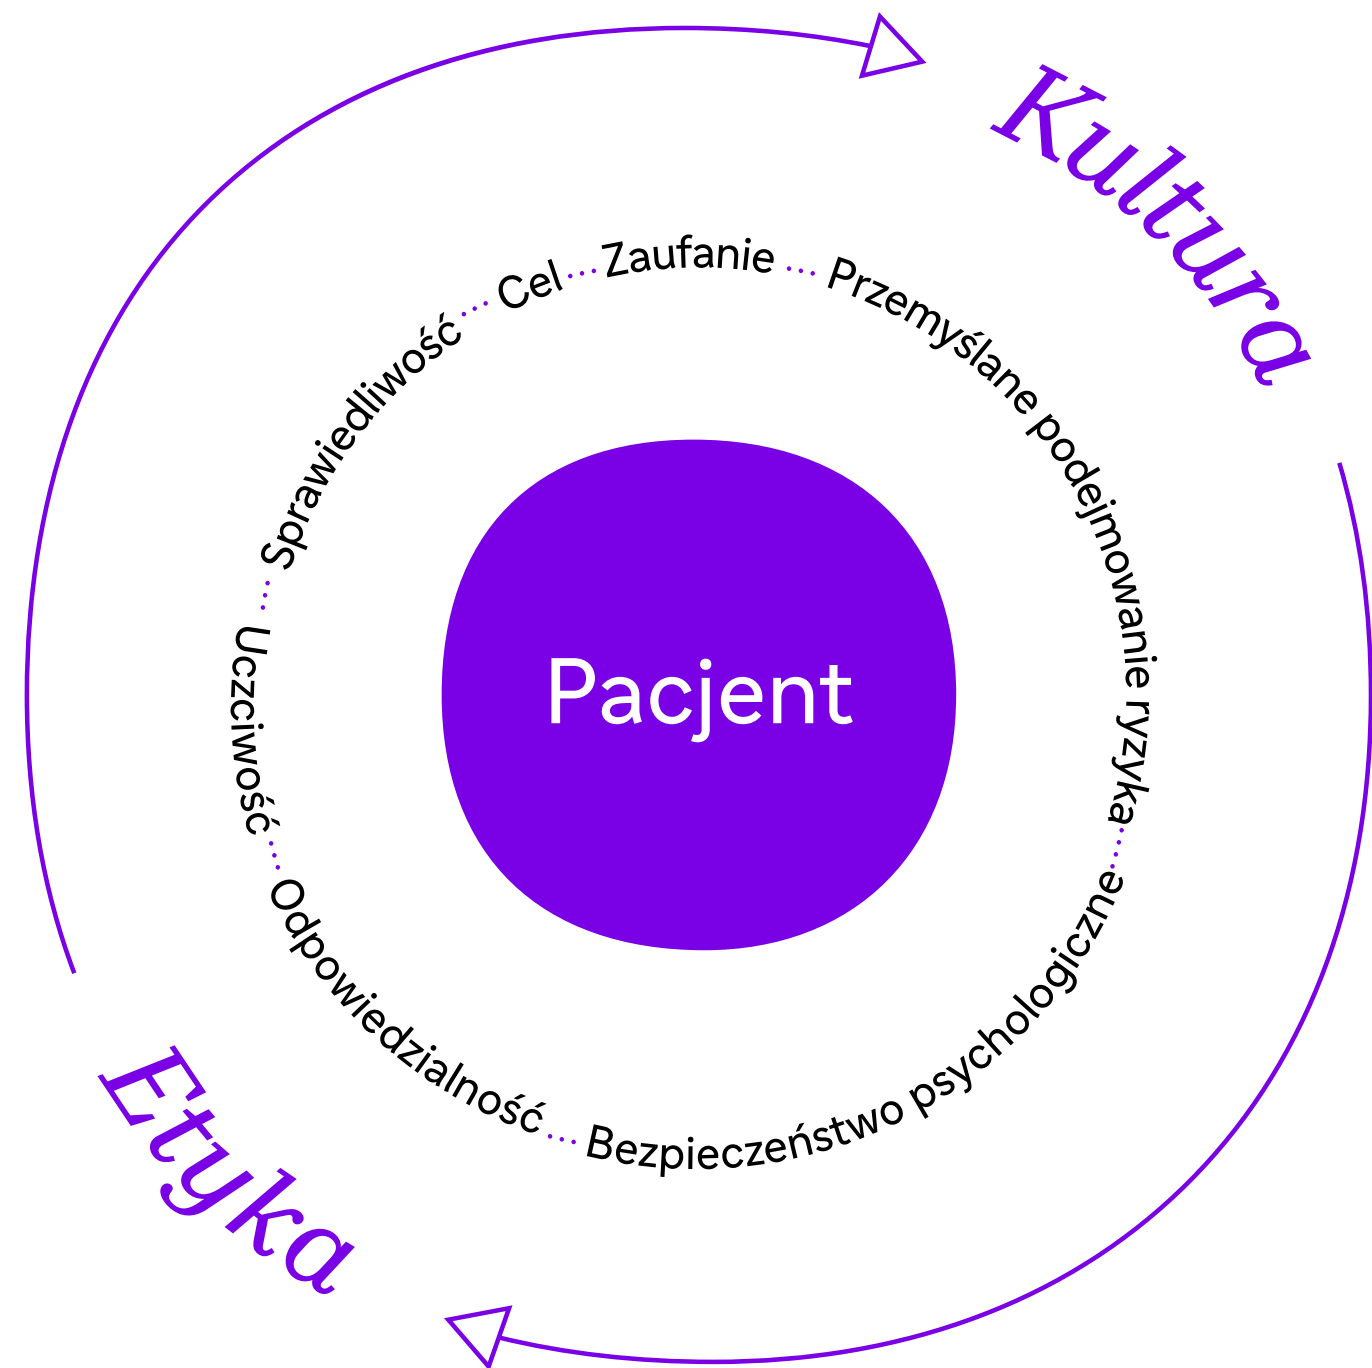 Kultura
Cel ... Zaufanie ... Przemyślane podejmowanie ryzyka ... Bezpieczeństwo psychologiczne
Sprawiedliwość ...
Uczciwość ...
Odpowiedzialność ...
Pacjent
Etyka